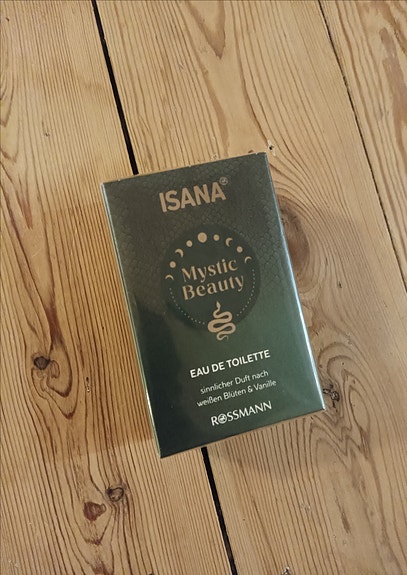 ISANA®
Mystic
Beauty
EAU DE TOILETTE
sinnlicher Duft nach
weißen Blüten & Vanille
ROSSMANN